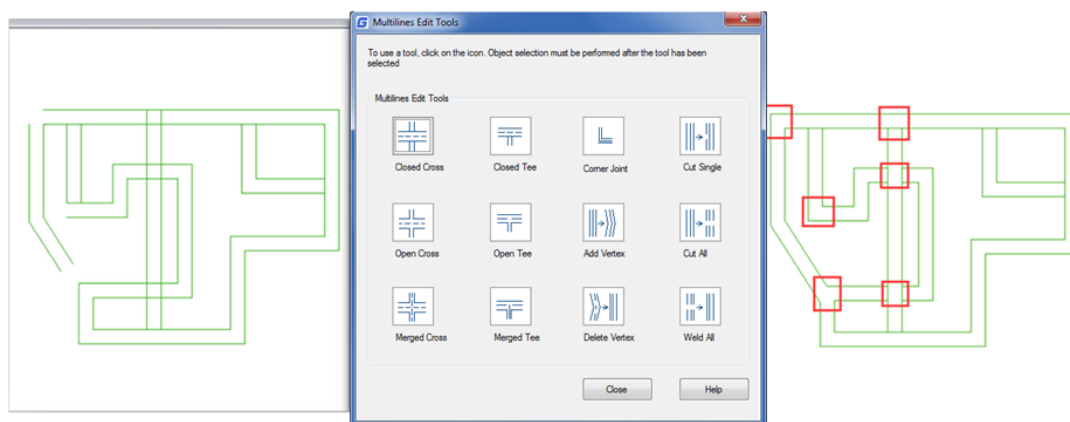 Multilines Edit Tools
To use a tool, click on the icon. Object selection must be performed after the tool has been
selected
Multilines Edit Tools
Closed Cross
Closed Tee
Corner Joint
Cut Single
Open Cross
Open Tee
Add Vertex
Cut All
Merged Cross
Merged Tee
Delete Vertex
Weld All
Close
Help